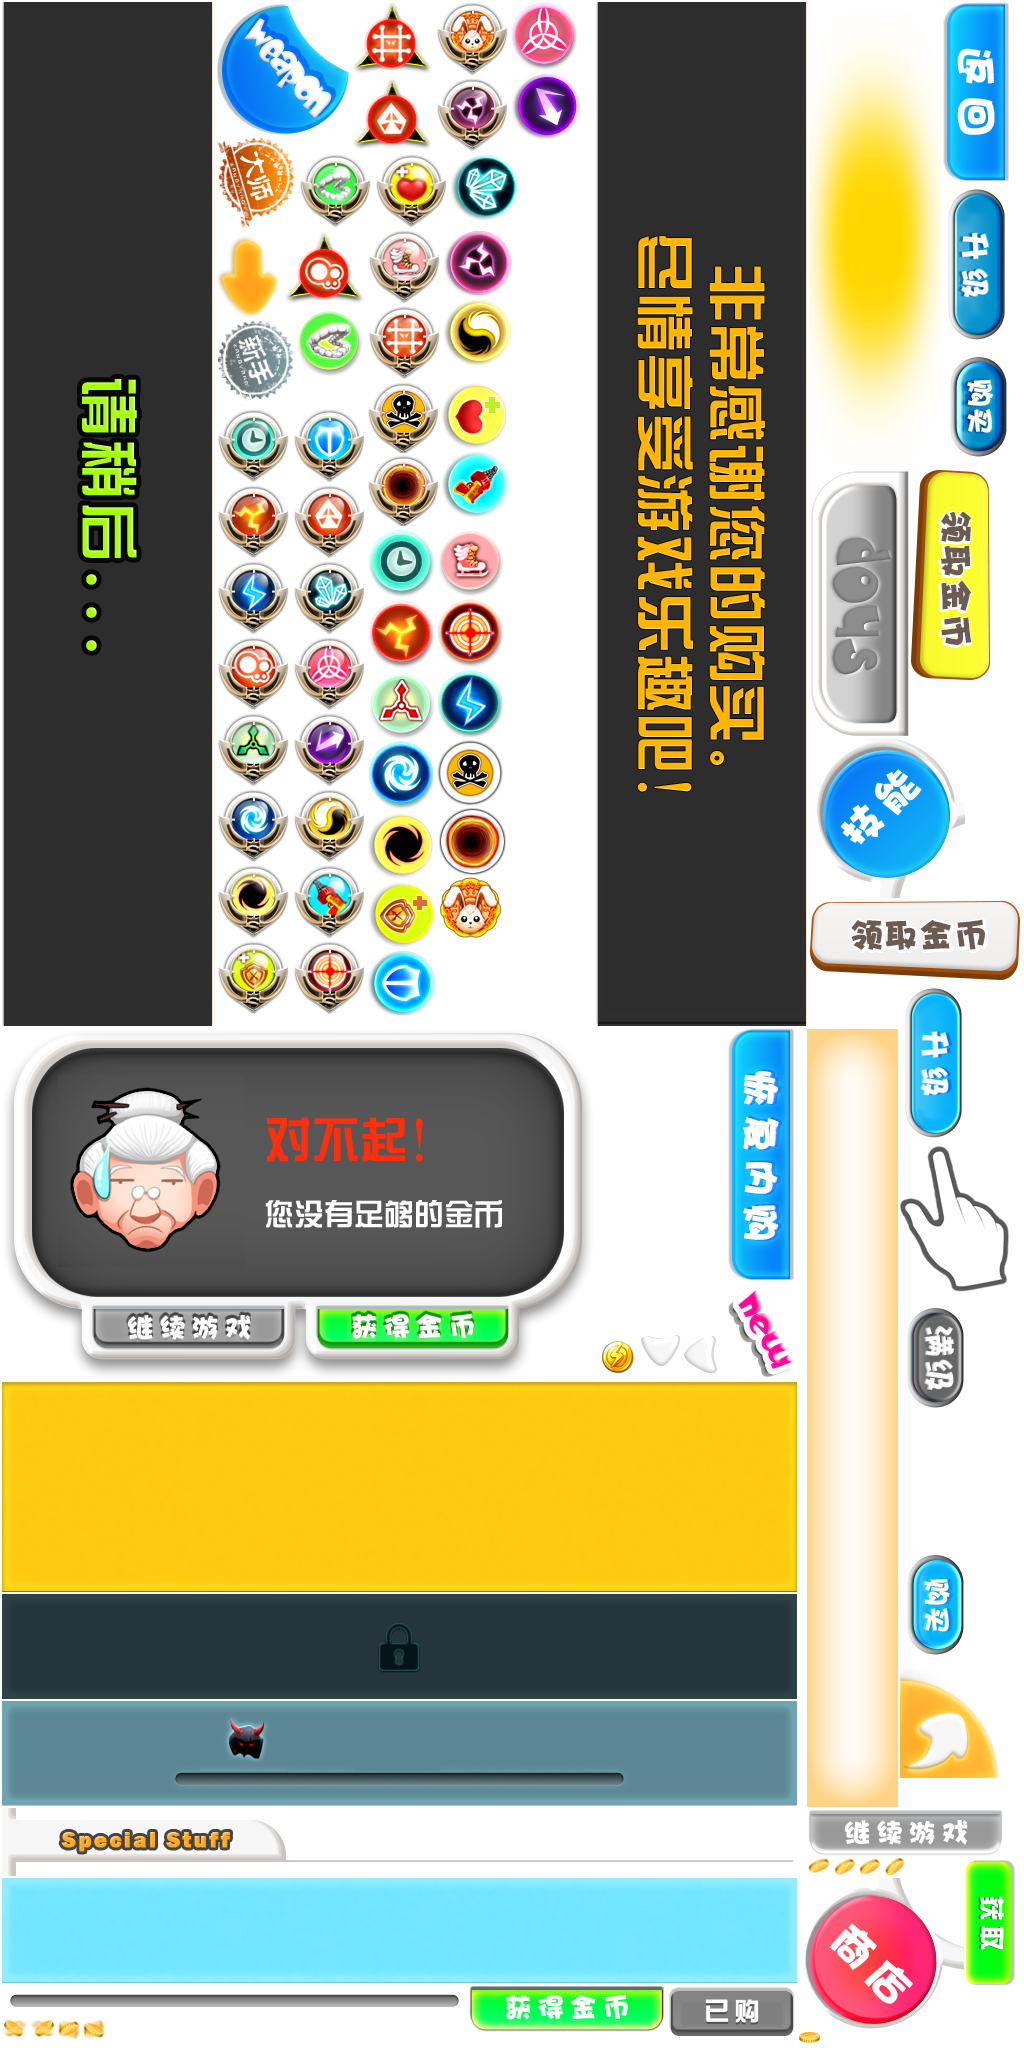 weapon
大师
新手
请稍后...
非常感谢您的购买。
尽情享受游戏乐趣吧！
返回
升级
购买
领取金币
shop
技能
领取金币
升级
对不起！
您没有足够的金币
继续游戏
获得金币
恢复内购
new
满级
购买
Special Stuff
继续游戏
获取
商店
获得金币
已购